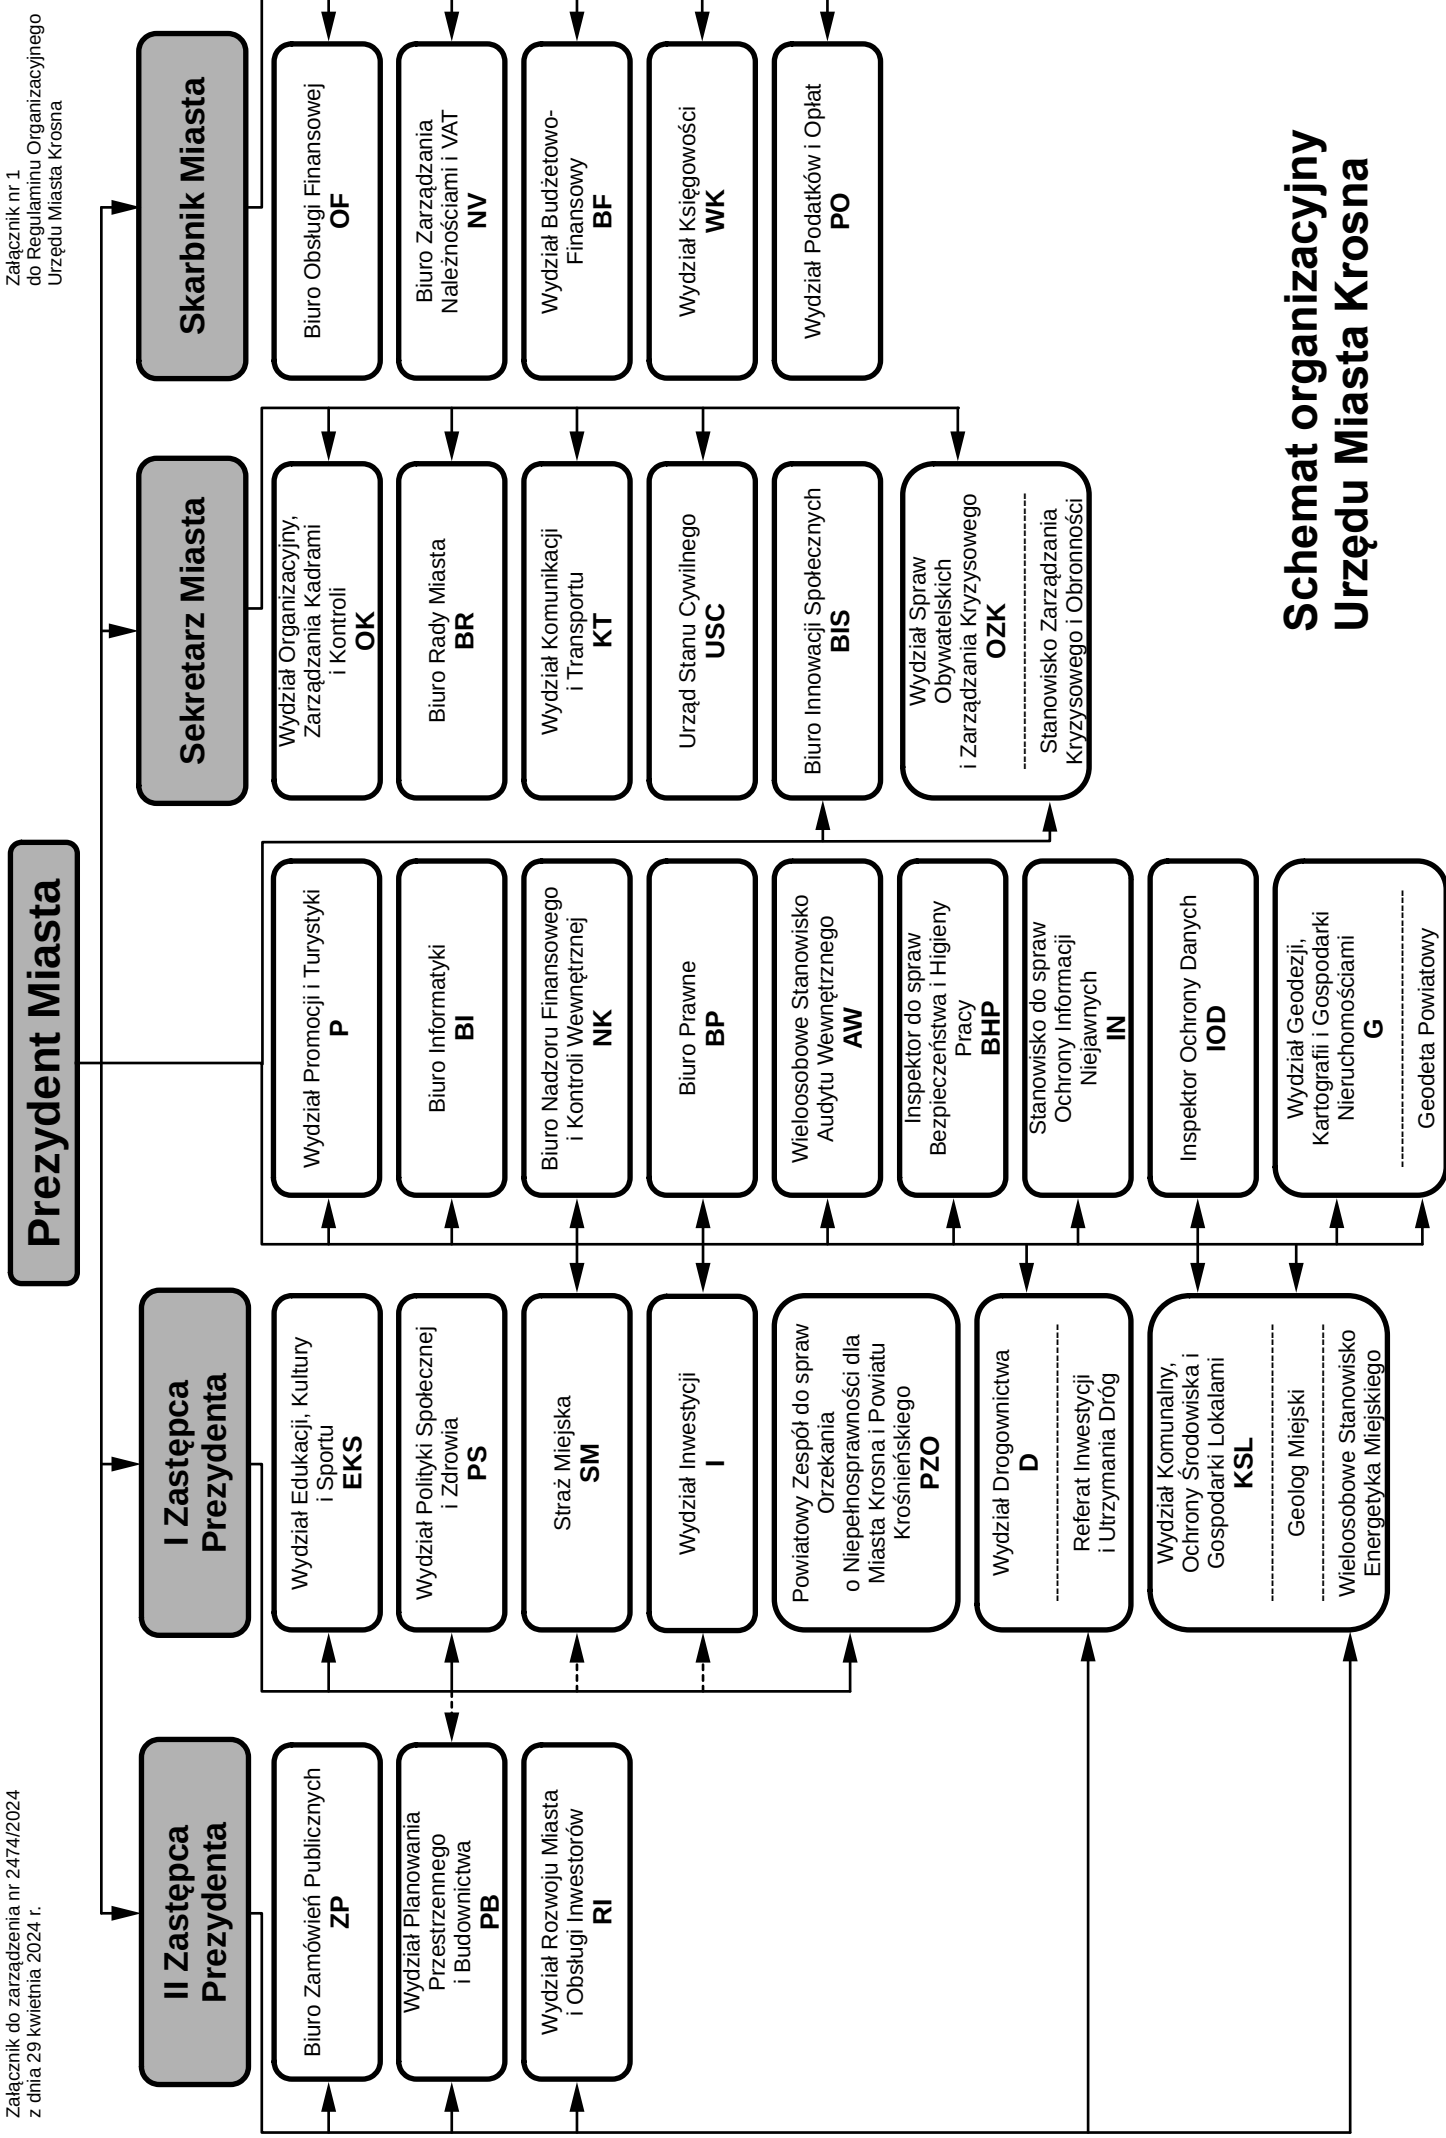 Załącznik do zarządzenia nr 2474/2024
z dnia 29 kwietnia 2024 r.
Załącznik nr 1
do Regulaminu Organizacyjnego
Urzędu Miasta Krosna
Prezydent Miasta
II Zastępca
Prezydenta
I Zastępca
Prezydenta
Sekretarz Miasta
Skarbnik Miasta
Biuro Zamówień Publicznych
ZP
Wydział Planowania
Przestrzennego
i Budownictwa
PB
Wydział Rozwoju Miasta
i Obsługi Inwestorów
RI
Wydział Edukacji, Kultury
i Sportu
EKS
Wydział Polityki Społecznej
i Zdrowia
PS
Straż Miejska
SM
Wydział Inwestycji
I
Powiatowy Zespół do spraw
Orzekania
o Niepełnosprawności dla
Miasta Krosna i Powiatu
Krośnieńskiego
PZO
Wydział Drogownictwa
D
Referat Inwestycji
i Utrzymania Dróg
Wydział Komunalny,
Ochrony Środowiska i
Gospodarki Lokalami
KSL
Geolog Miejski
Wieloosobowe Stanowisko
Energetyka Miejskiego
Wydział Promocji i Turystyki
P
Biuro Informatyki
BI
Biuro Nadzoru Finansowego
i Kontroli Wewnętrznej
NK
Biuro Prawne
BP
Wieloosobowe Stanowisko
Audytu Wewnętrznego
AW
Inspektor do spraw
Bezpieczeństwa i Higieny
Pracy
BHP
Stanowisko do spraw
Ochrony Informacji
Niejawnych
IN
Inspektor Ochrony Danych
IOD
Wydział Geodezji,
Kartografii i Gospodarki
Nieruchomościami
G
Geodeta Powiatowy
Wydział Organizacyjny,
Zarządzania Kadrami
i Kontroli
OK
Biuro Rady Miasta
BR
Wydział Komunikacji
i Transportu
KT
Urząd Stanu Cywilnego
USC
Biuro Innowacji Społecznych
BIS
Wydział Spraw
Obywatelskich
i Zarządzania Kryzysowego
OZK
Stanowisko Zarządzania
Kryzysowego i Obronności
Biuro Obsługi Finansowej
OF
Biuro Zarządzania
Należnościami i VAT
NV
Wydział Budżetowo-
Finansowy
BF
Wydział Księgowości
WK
Wydział Podatków i Opłat
PO
Schemat organizacyjny
Urzędu Miasta Krosna